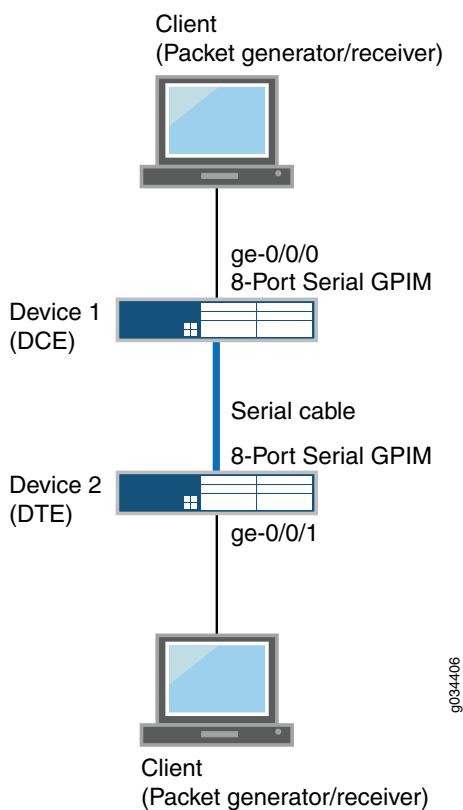 Client
(Packet generator/receiver)
ge-0/0/0
8-Port Serial GPIM
Device 1
(DCE)
Serial cable
8-Port Serial GPIM
Device 2
(DTE)
ge-0/0/1
g034406
Client
(Packet generator/receiver)